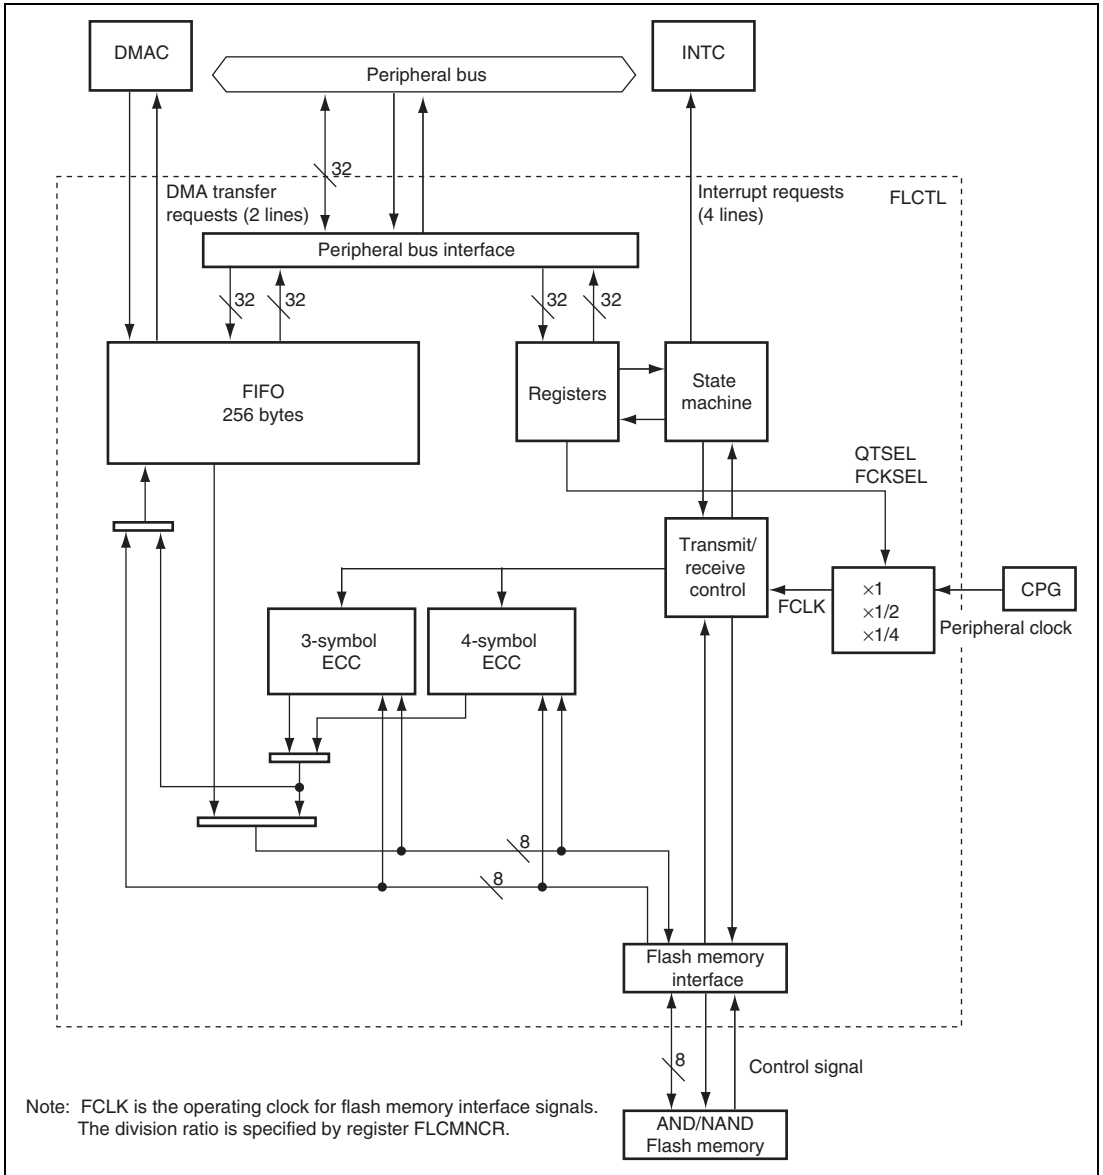 DMAC
INTC
Peripheral bus
32
DMA transfer
requests (2 lines)
Interrupt requests
(4 lines)
FLCTL
Peripheral bus interface
32
32
32
32
FIFO
256 bytes
Registers
State
machine
QTSEL
FCKSEL
Transmit/
receive
control
FCLK
×1
×1/2
×1/4
CPG
Peripheral clock
3-symbol
ECC
4-symbol
ECC
8
8
Flash memory
interface
8
Control signal
AND/NAND
Flash memory
Note: FCLK is the operating clock for flash memory interface signals.
The division ratio is specified by register FLCMNCR.